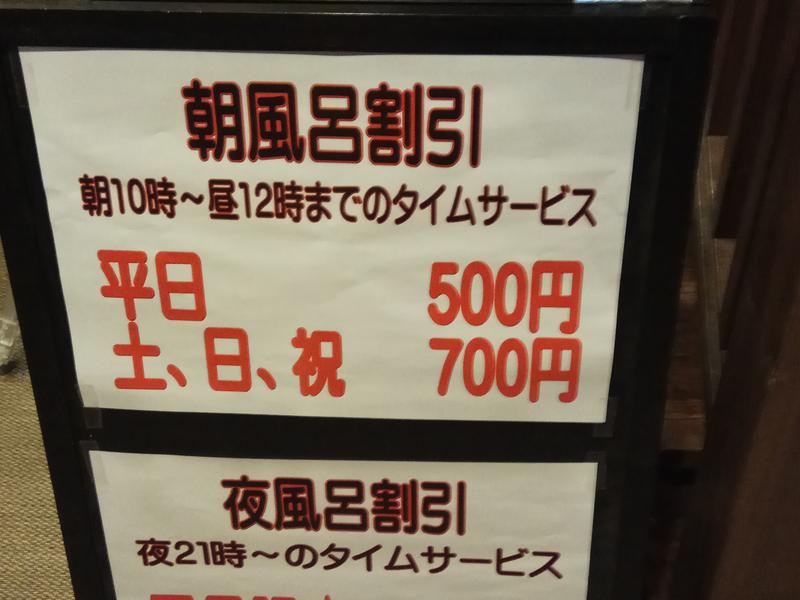 朝風呂割引
朝10時～昼12時までのタイムサービス
平日 500円
土、日、祝 700円
夜風呂割引
夜21時～のタイムサービス